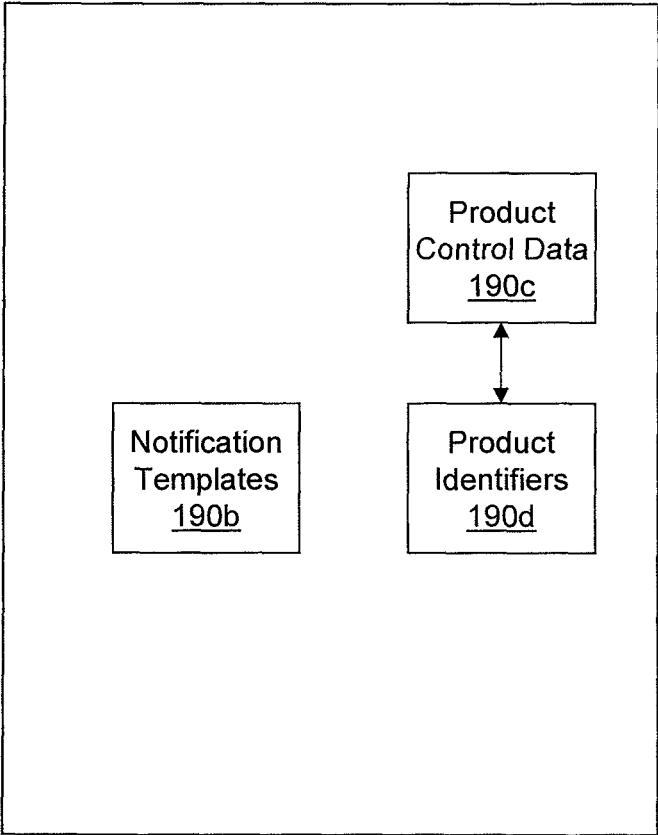 Product
Control Data
190c
Notification
Templates
190b
Product
Identifiers
190d